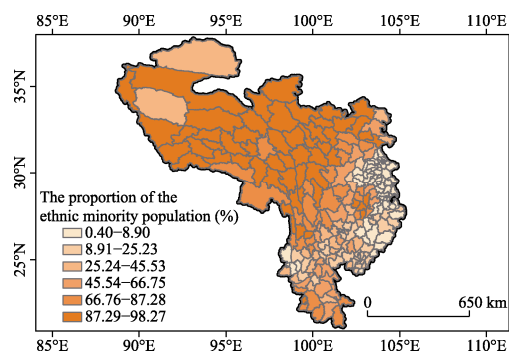 85°E 90°E 95°E 100°E 105°E 110°E
35°N
30°N
25°N
The proportion of the
ethnic minority population (%)
0.40−8.90
8.91−25.23
25.24−45.53
45.54−66.75
66.76−87.28
87.29−98.27
0 650 km
85°E 90°E 95°E 100°E 105°E 110°E